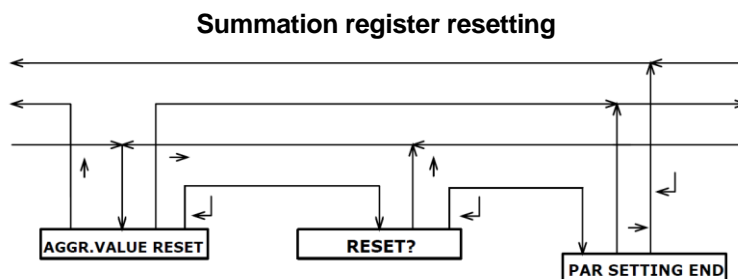 Summation register resetting
AGGR.VALUE RESET
RESET?
PAR SETTING END